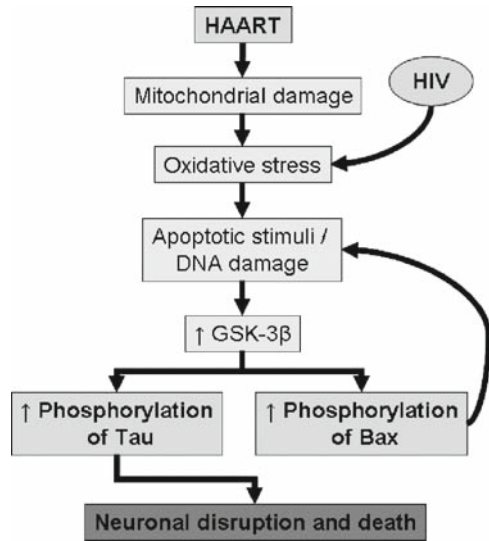 HAART
Mitochondrial damage
HIV
Oxidative stress
Apoptotic stimuli /
DNA damage
↑ GSK-3β
↑ Phosphorylation
of Tau
↑ Phosphorylation
of Bax
Neuronal disruption and death